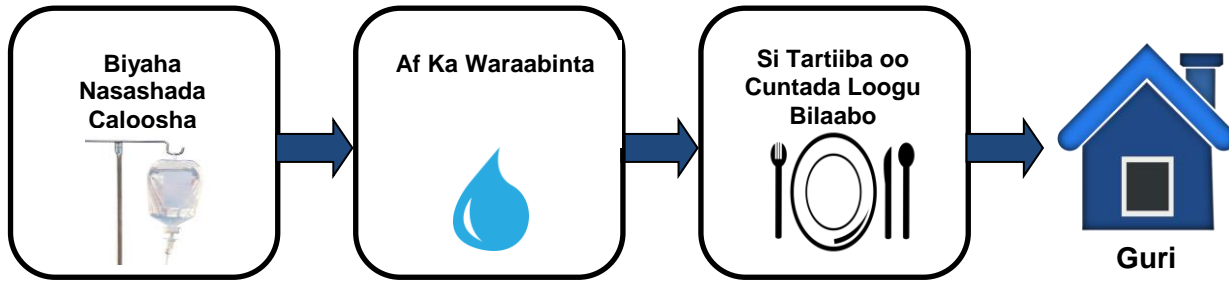 Biyaha
Nasashada
Caloosha
Af Ka Waraabinta
Si Tartiiba oo
Cuntada Loogu
Bilaabo
Guri